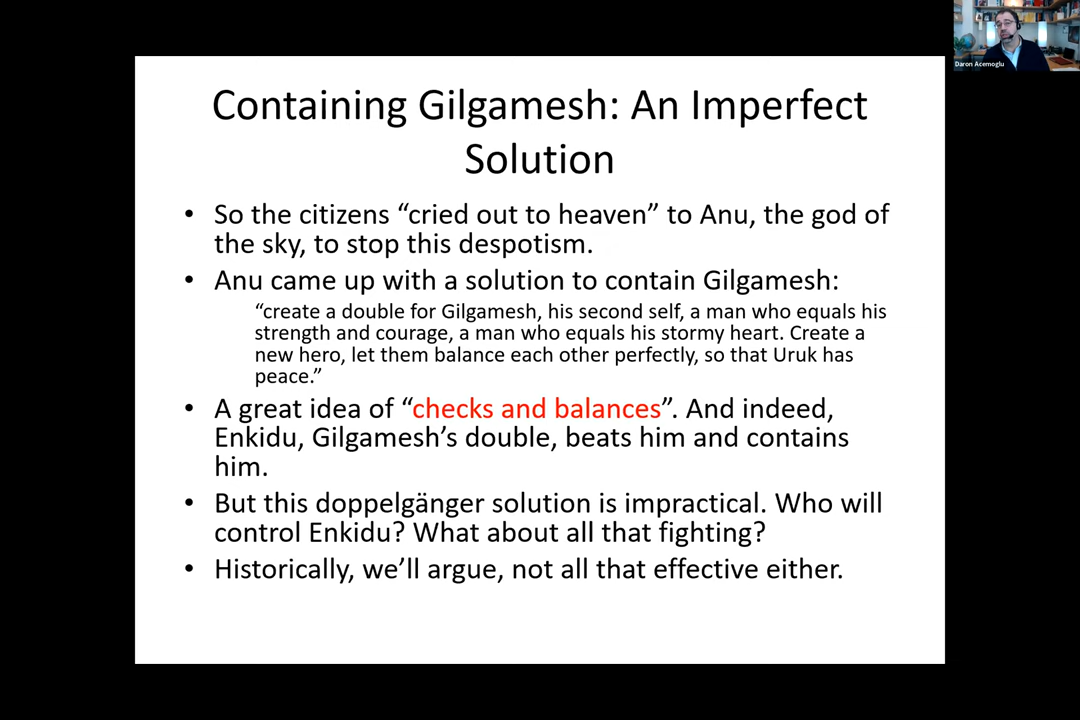 Containing Gilgamesh: An Imperfect
Solution
• So the citizens “cried out to heaven” to Anu, the god of
the sky, to stop this despotism.
• Anu came up with a solution to contain Gilgamesh:
“create a double for Gilgamesh, his second self, a man who equals his
strength and courage, a man who equals his stormy heart. Create a
new hero, let them balance each other perfectly, so that Uruk has
peace.”
• A great idea of “checks and balances”. And indeed,
Enkidu, Gilgamesh’s double, beats him and contains
him.
• But this doppelgänger solution is impractical. Who will
control Enkidu? What about all that fighting?
• Historically, we’ll argue, not all that effective either.
Daron Acemoglu